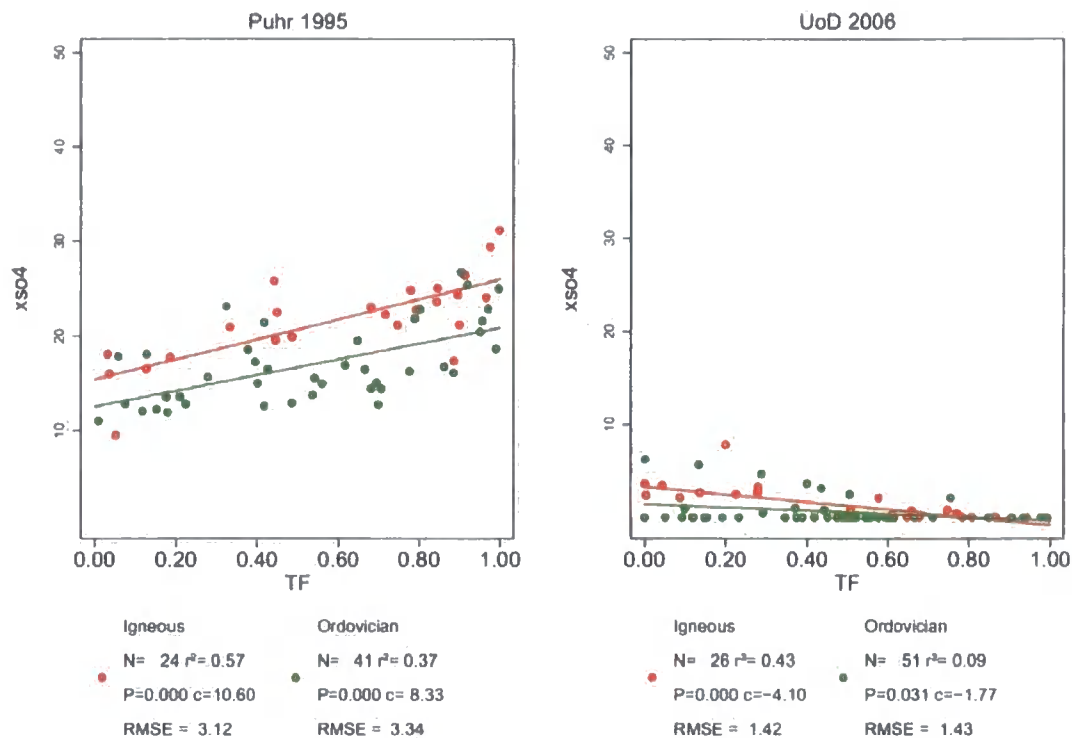 Puhr 1995
50
40
30
20
10
xso4
0.00 0.20 0.40 0.60 0.80 1.00
TF
Igneous
N= 24 r²= 0.57
P=0.000 c=10.60
RMSE = 3.12
Ordovician
N= 41 r²= 0.37
P=0.000 c= 8.33
RMSE = 3.34
UoD 2006
50
40
30
20
10
xso4
0.00 0.20 0.40 0.60 0.80 1.00
TF
Igneous
N= 26 r²= 0.43
P=0.000 c=−4.10
RMSE = 1.42
Ordovician
N= 51 r²= 0.09
P=0.031 c=−1.77
RMSE = 1.43